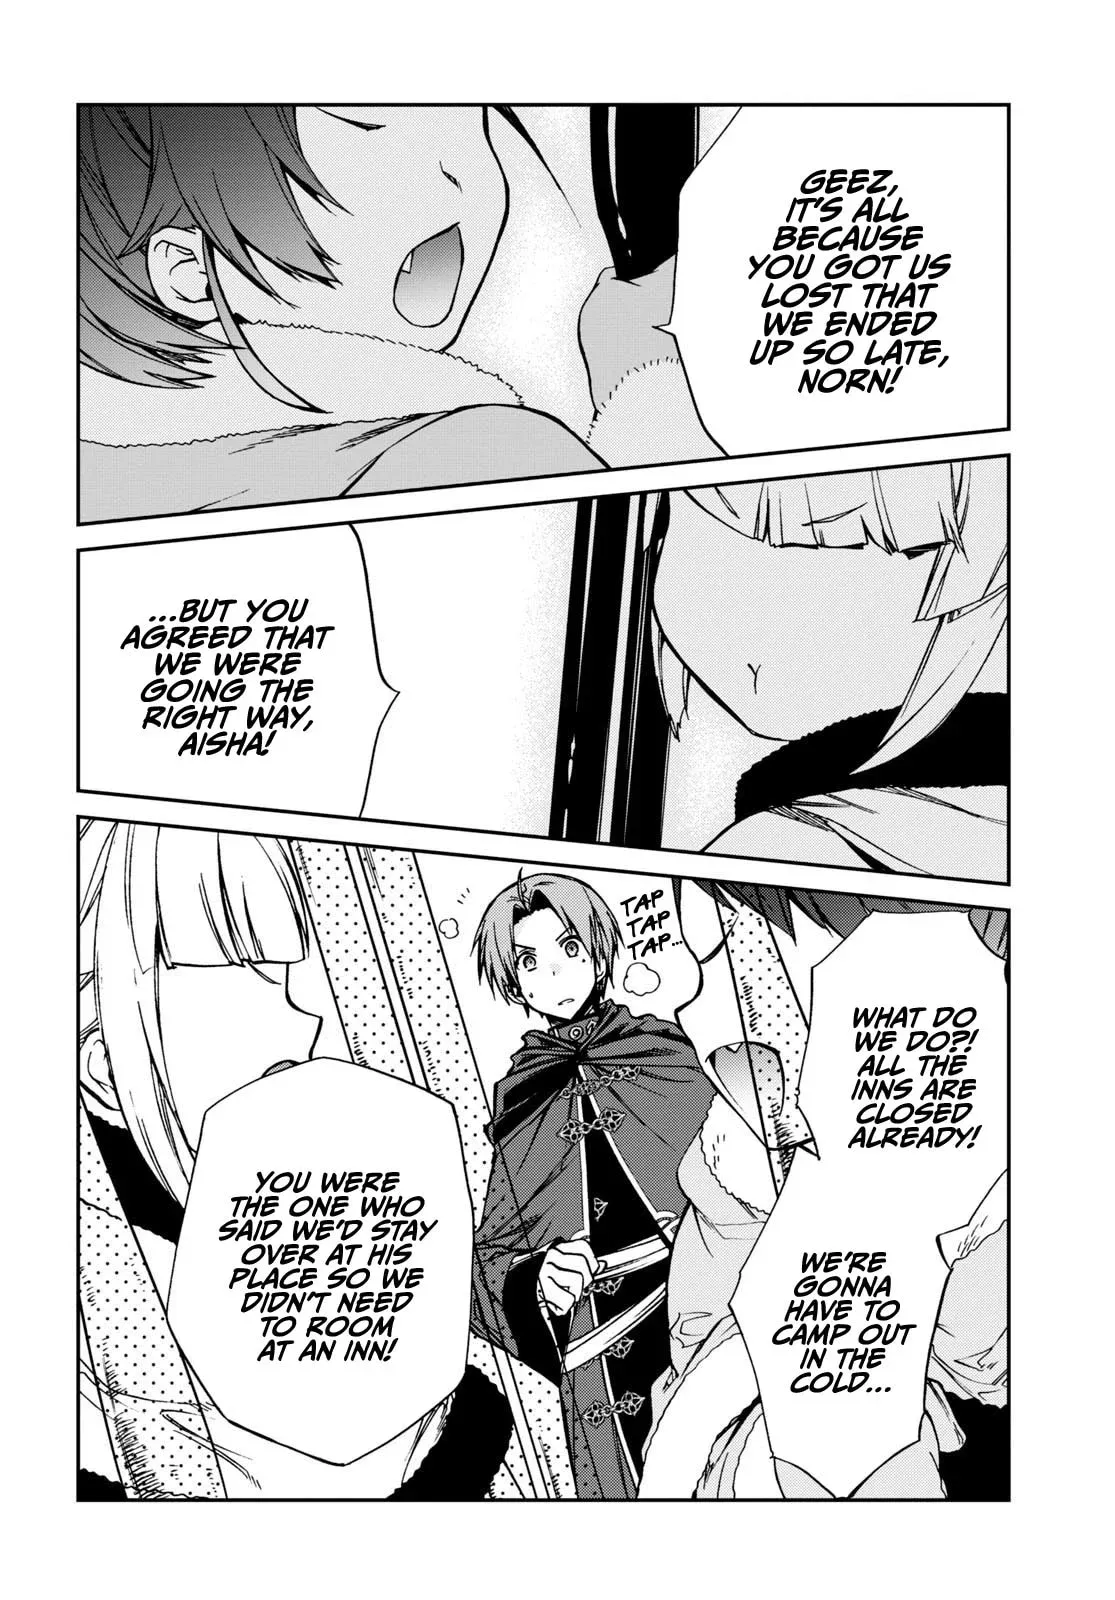 GEEZ,
IT'S ALL
BECAUSE
YOU GOT US
LOST THAT
WE ENDED
UP SO LATE,
NORN!
...BUT YOU
AGREED THAT
WE WERE
GOING THE
RIGHT WAY,
AISHA!
WHAT DO
WE DO?!
ALL THE
INNS ARE
CLOSED
ALREADY!
WE'RE
GONNA
HAVE TO
CAMP OUT
IN THE
COLD...
TAP
TAP
TAP...
YOU WERE
THE ONE WHO
SAID WE'D STAY
OVER AT HIS
PLACE SO WE
DIDN'T NEED
TO ROOM
AT AN INN!